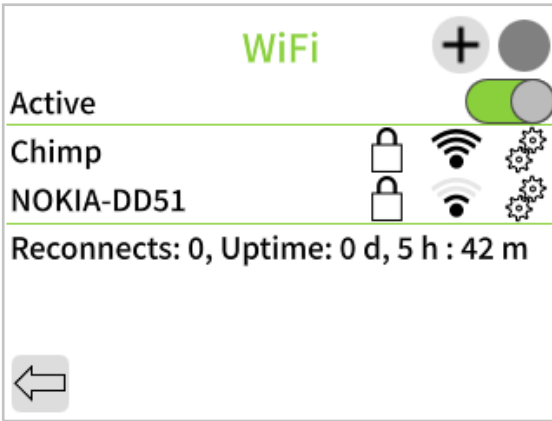 WiFi
Active
Chimp
NOKIA-DD51
Reconnects: 0, Uptime: 0 d, 5 h : 42 m